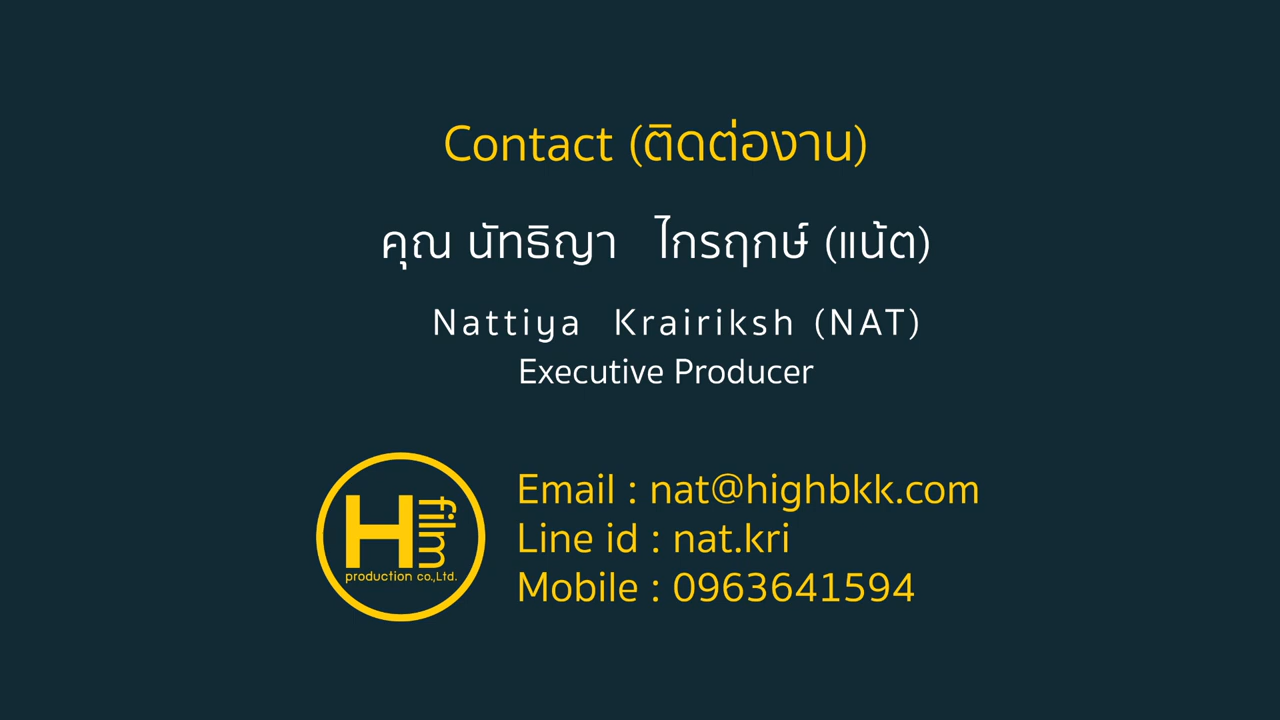 Contact (ติดต่องาน)
คุณ นัทธิญา ไกรฤกษ์ (แน้ต)
Nattiya Krairiksh (NAT)
Executive Producer
H film
production co.,Ltd.
Email : nat@highbkk.com
Line id : nat.kri
Mobile : 0963641594